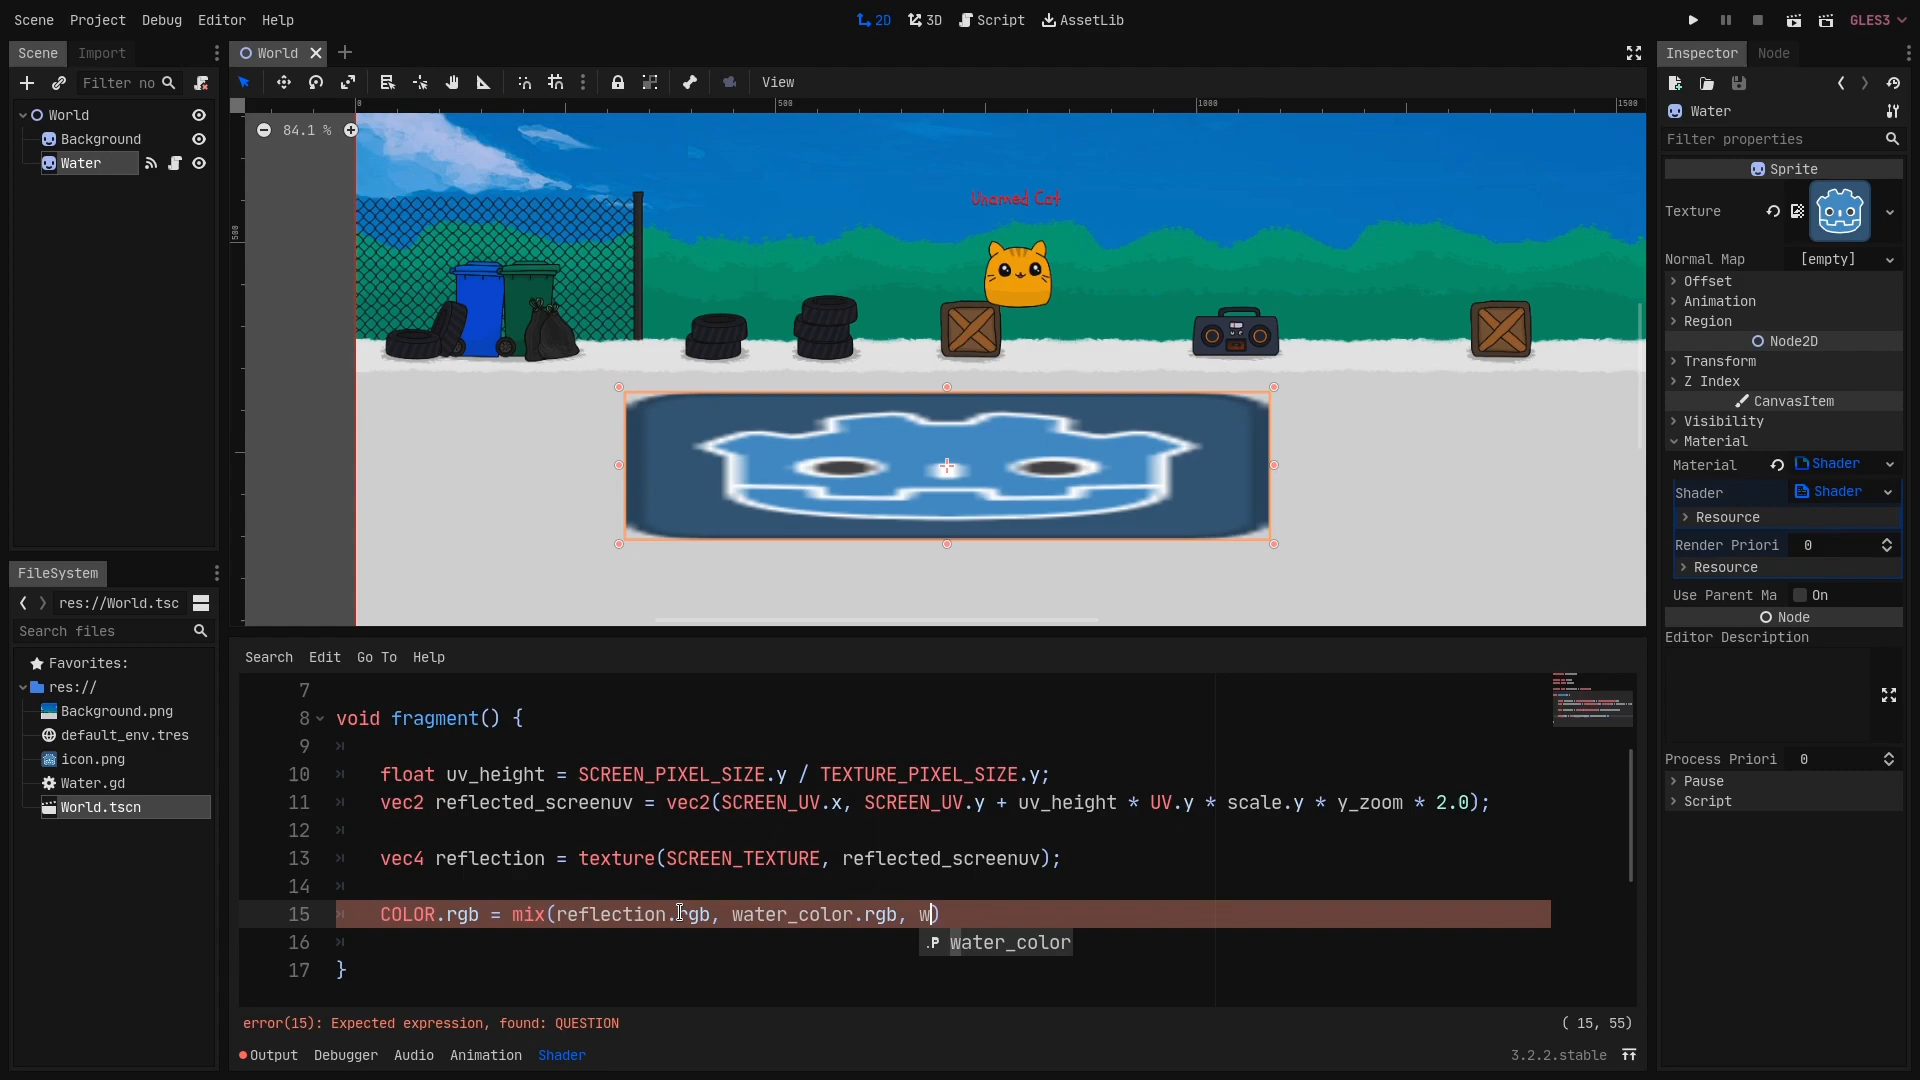 Scene Project Debug Editor Help
2D 3D Script AssetLib
GLES3
Scene Import
World
Inspector Node
Filter no
View
World
Background
Water
0 500 1000 1500
84.1 %
500
Unamed Cat
Water
Filter properties
Sprite
Texture
Normal Map [empty]
Offset
Animation
Region
Node2D
Transform
Z Index
CanvasItem
Visibility
Material
Material Shader
Shader Shader
Resource
Render Priori 0
Resource
Use Parent Ma On
Node
Editor Description
Process Priori 0
Pause
Script
FileSystem
res://World.tsc
Search files
Favorites:
res://
Background.png
default_env.tres
icon.png
Water.gd
World.tscn
Search Edit Go To Help
7
8 void fragment() {
9
10 float uv_height = SCREEN_PIXEL_SIZE.y / TEXTURE_PIXEL_SIZE.y;
11 vec2 reflected_screenuv = vec2(SCREEN_UV.x, SCREEN_UV.y + uv_height * UV.y * scale.y * y_zoom * 2.0);
12
13 vec4 reflection = texture(SCREEN_TEXTURE, reflected_screenuv);
14
15 COLOR.rgb = mix(reflection.rgb, water_color.rgb, w)
.P water_color
16
17 }
error(15): Expected expression, found: QUESTION
( 15, 55)
Output Debugger Audio Animation Shader
3.2.2.stable